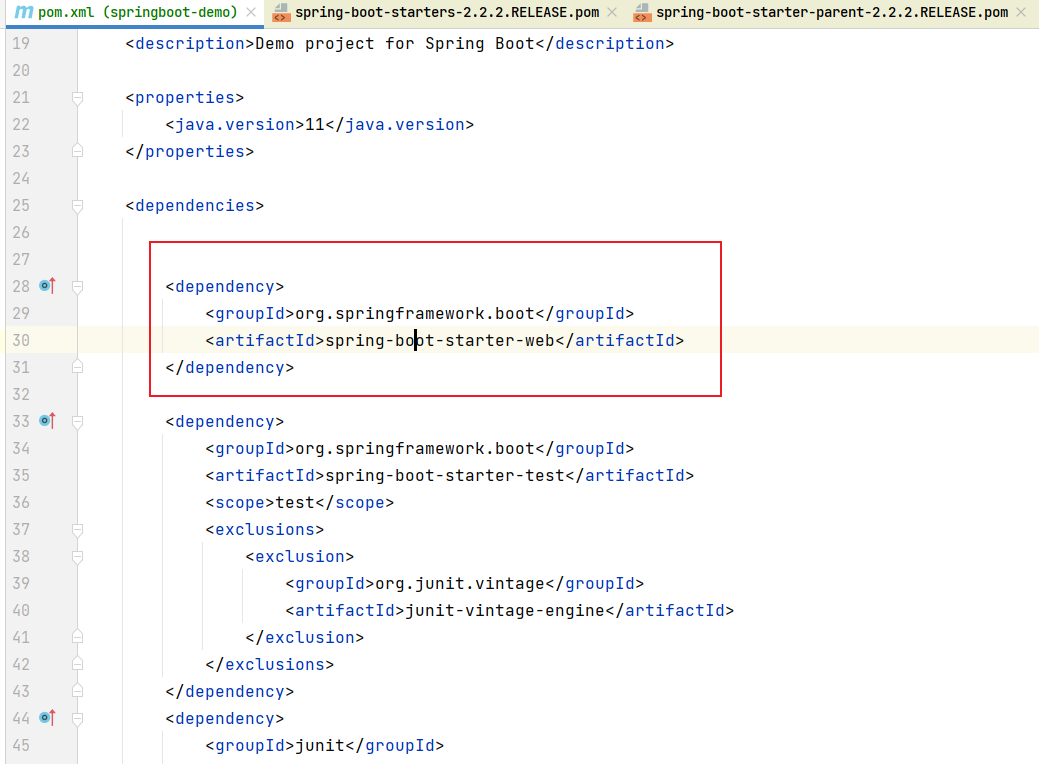 pom.xml (springboot-demo) spring-boot-starters-2.2.2.RELEASE.pom spring-boot-starter-parent-2.2.2.RELEASE.pom
19 <description>Demo project for Spring Boot</description>
20
21 <properties>
22 <java.version>11</java.version>
23 </properties>
24
25 <dependencies>
26
27
28 <dependency>
29 <groupId>org.springframework.boot</groupId>
30 <artifactId>spring-boot-starter-web</artifactId>
31 </dependency>
32
33 <dependency>
34 <groupId>org.springframework.boot</groupId>
35 <artifactId>spring-boot-starter-test</artifactId>
36 <scope>test</scope>
37 <exclusions>
38 <exclusion>
39 <groupId>org.junit.vintage</groupId>
40 <artifactId>junit-vintage-engine</artifactId>
41 </exclusion>
42 </exclusions>
43 </dependency>
44 <dependency>
45 <groupId>junit</groupId>